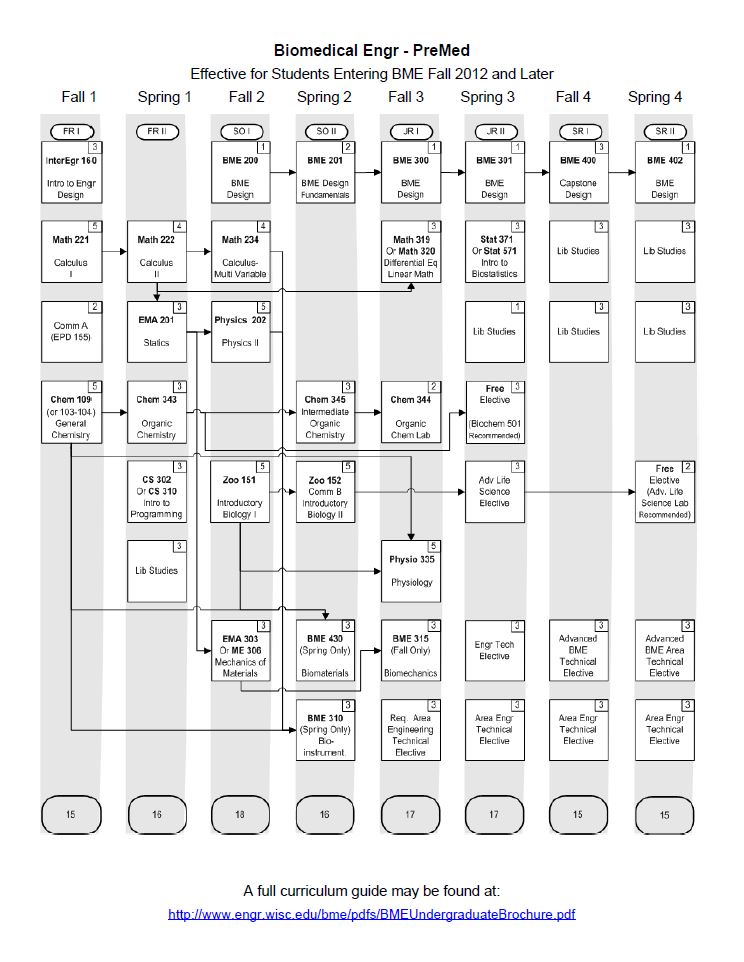 Biomedical Engr - PreMed
Effective for Students Entering BME Fall 2012 and Later
Fall 1
Spring 1
Fall 2
Spring 2
Fall 3
Spring 3
Fall 4
Spring 4
FR I
FR II
SO I
SO II
JR I
JR II
SR I
SR II
3
InterEgr 160
Intro to Engr
Design
1
BME 200
BME
Design
2
BME 201
BME Design
Fundamentals
1
BME 300
BME
Design
1
BME 301
BME
Design
3
BME 400
Capstone
Design
1
BME 402
BME
Design
5
Math 221
Calculus
I
4
Math 222
Calculus
II
4
Math 234
Calculus-
Multi Variable
3
Math 319
Or Math 320
Differential Eq
Linear Math
3
Stat 371
Or Stat 571
Intro to
Biostatistics
3
Lib Studies
3
Lib Studies
2
Comm A
(EPD 155)
3
EMA 201
Statics
5
Physics 202
Physics II
1
Lib Studies
3
Lib Studies
3
Lib Studies
5
Chem 109
(or 103-104)
General
Chemistry
3
Chem 343
Organic
Chemistry
3
Chem 345
Intermediate
Organic
Chemistry
2
Chem 344
Organic
Chem Lab
3
Free
Elective
(Biochem 501
Recommended)
3
CS 302
Or CS 310
Intro to
Programming
5
Zoo 151
Introductory
Biology I
5
Zoo 152
Comm B
Introductory
Biology II
3
Adv Life
Science
Elective
2
Free
Elective
(Adv. Life
Science Lab
Recommended)
3
Lib Studies
5
Physio 335
Physiology
3
EMA 303
Or ME 306
Mechanics of
Materials
3
BME 430
(Spring Only)
Biomaterials
3
BME 315
(Fall Only)
Biomechanics
3
Engr Tech
Elective
3
Advanced
BME
Technical
Elective
3
Advanced
BME Area
Technical
Elective
3
BME 310
(Spring Only)
Bio-
instrument.
3
Req. Area
Engineering
Technical
Elective
3
Area Engr
Technical
Elective
3
Area Engr
Technical
Elective
3
Area Engr
Technical
Elective
15
16
18
16
17
17
15
15
A full curriculum guide may be found at:
http://www.engr.wisc.edu/bme/pdfs/BMEUndergraduateBrochure.pdf